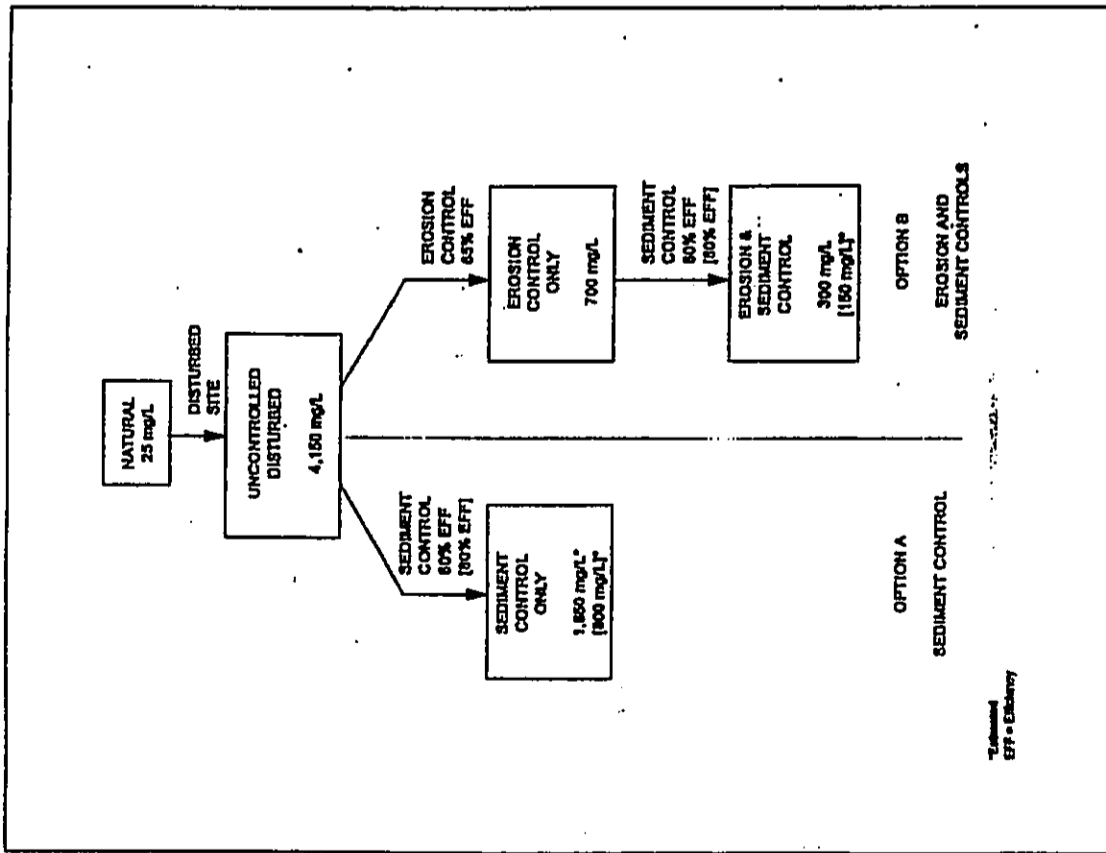 NATURAL
25 mg/L
DISTURBED
SITE
UNCONTROLLED
DISTURBED
4,150 mg/L
SEDIMENT
CONTROL
60% EFF
[80% EFF]
SEDIMENT
CONTROL
ONLY
1,650 mg/L*
[800 mg/L]*
OPTION A
SEDIMENT CONTROL
EROSION
CONTROL
85% EFF
EROSION
CONTROL
ONLY
700 mg/L
SEDIMENT
CONTROL
60% EFF
[80% EFF]
EROSION &
SEDIMENT
CONTROL
300 mg/L
[150 mg/L]*
OPTION B
EROSION AND
SEDIMENT CONTROLS
*Estimated
EFF = Efficiency